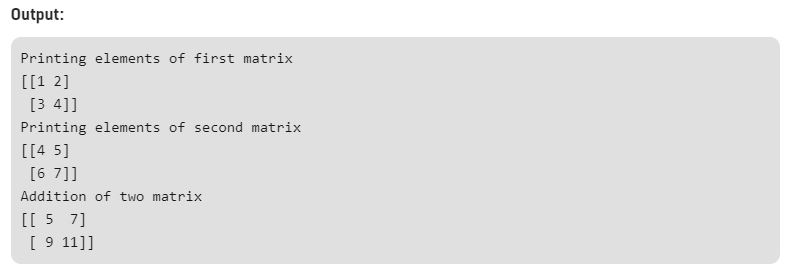 Output:
Printing elements of first matrix
[[1 2]
 [3 4]]
Printing elements of second matrix
[[4 5]
 [6 7]]
Addition of two matrix
[[ 5  7]
 [ 9 11]]